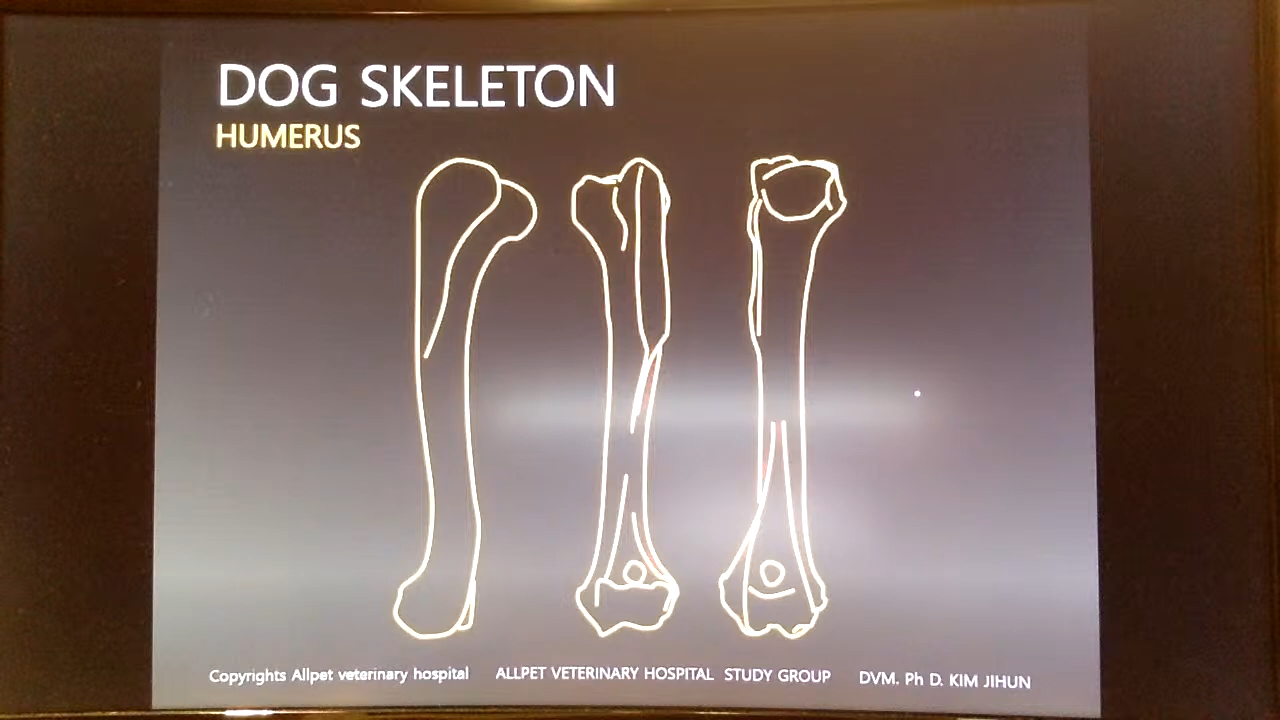 DOG SKELETON
HUMERUS
Copyrights Allpet veterinary hospital ALLPET VETERINARY HOSPITAL STUDY GROUP DVM. Ph D. KIM JIHUN